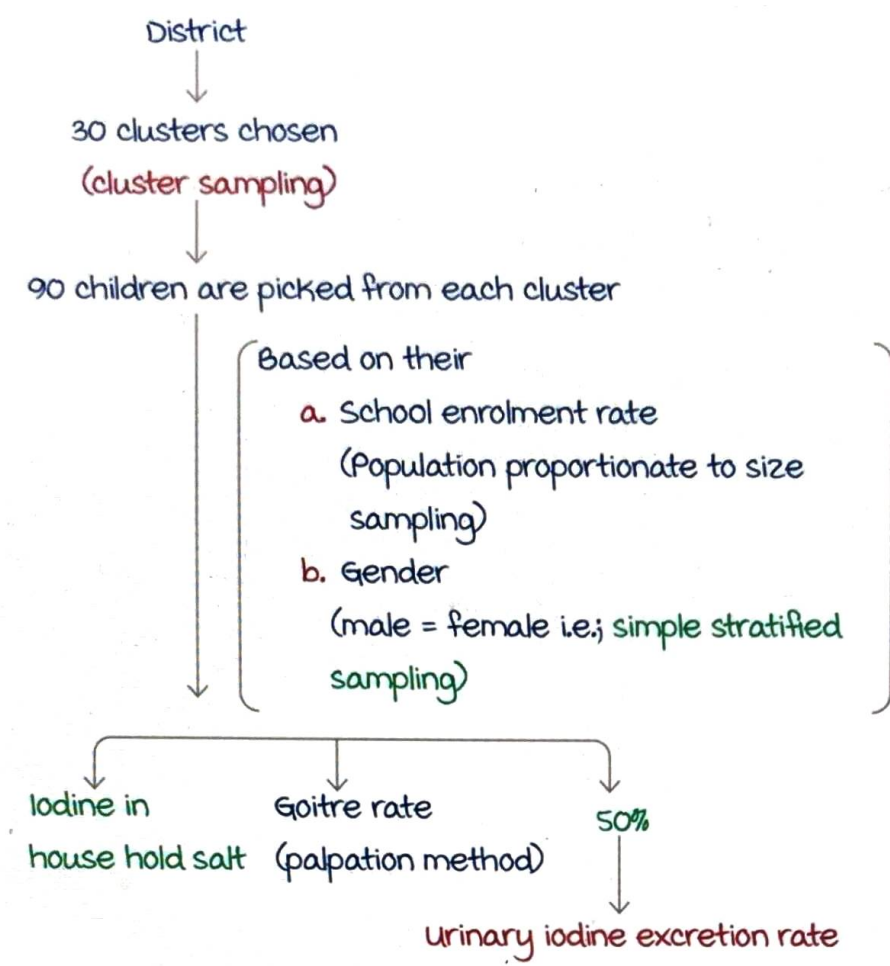 District
30 clusters chosen
(cluster sampling)
90 children are picked from each cluster
Based on their
a. School enrolment rate
(Population proportionate to size
sampling)
b. Gender
(male = female i.e.; simple stratified
sampling)
Iodine in
house hold salt
Goitre rate
(palpation method)
50%
urinary iodine excretion rate